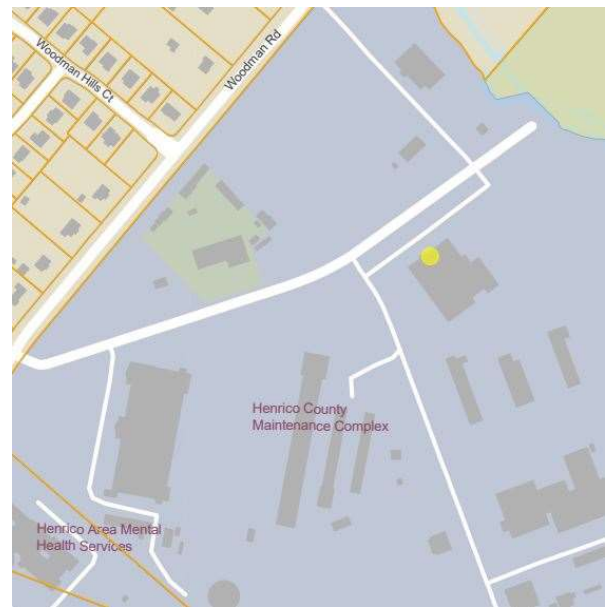 Woodman Hills Ct
Woodman Rd
Henrico County
Maintenance Complex
Henrico Area Mental
Health Services